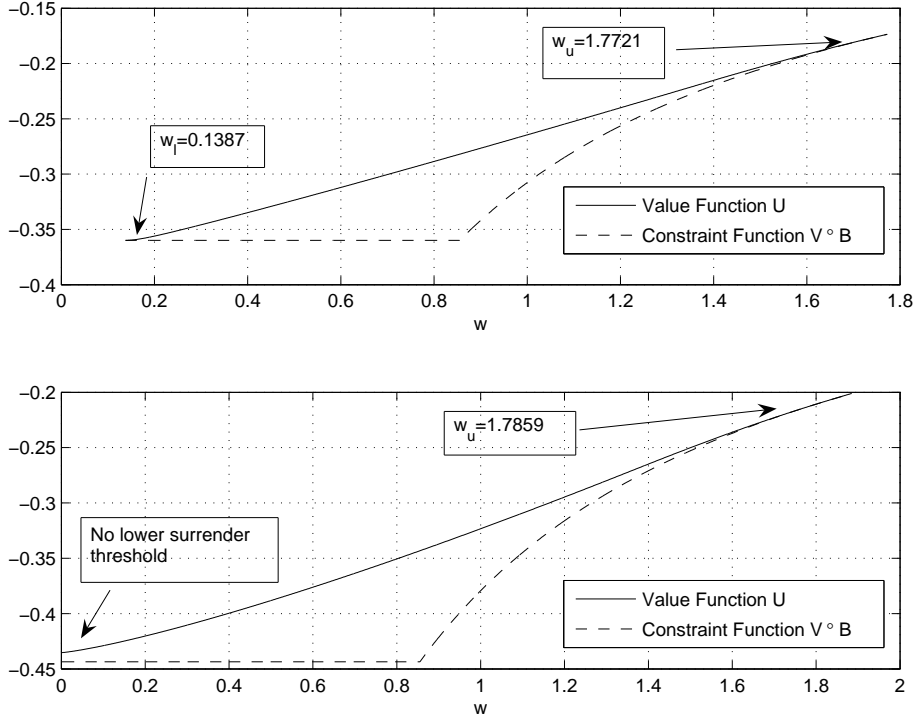 −0.15
−0.2
−0.25
−0.3
−0.35
−0.4
w_u=1.7721
w_l=0.1387
Value Function U
Constraint Function V ° B
0 0.2 0.4 0.6 0.8 1 1.2 1.4 1.6 1.8
w
−0.2
−0.25
−0.3
−0.35
−0.4
−0.45
w_u=1.7859
No lower surrender
threshold
Value Function U
Constraint Function V ° B
0 0.2 0.4 0.6 0.8 1 1.2 1.4 1.6 1.8 2
w